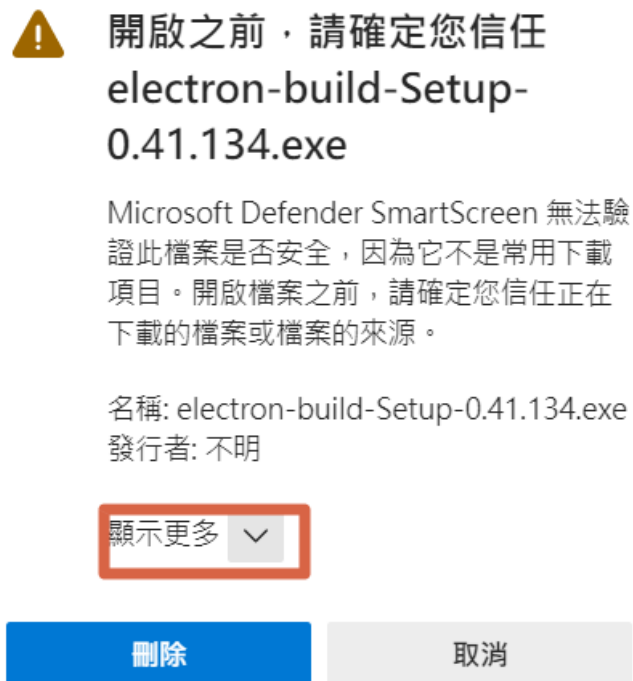 開啟之前，請確定您信任
electron-build-Setup-
0.41.134.exe
Microsoft Defender SmartScreen 無法驗
證此檔案是否安全，因為它不是常用下載
項目。開啟檔案之前，請確定您信任正在
下載的檔案或檔案的來源。
名稱: electron-build-Setup-0.41.134.exe
發行者: 不明
顯示更多
刪除
取消